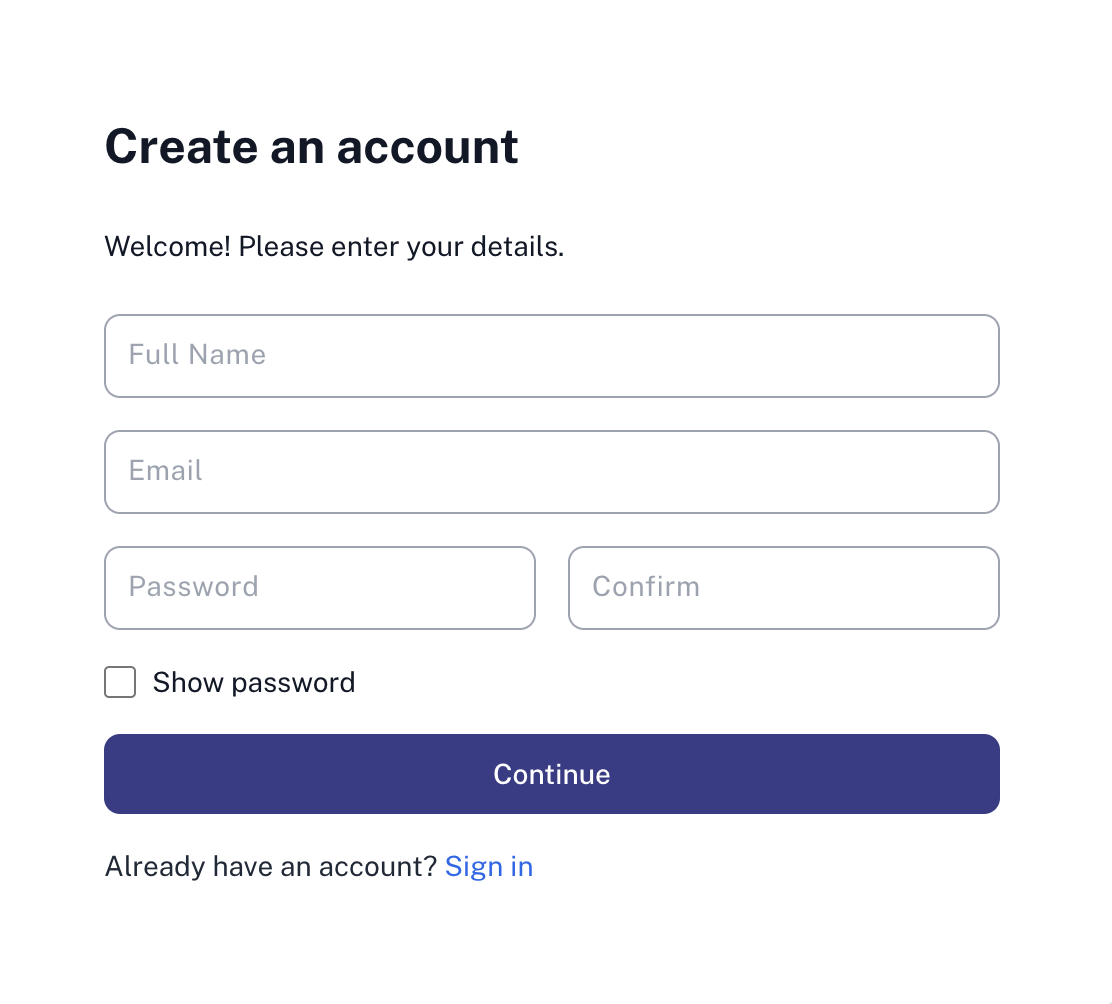 Create an account
Welcome! Please enter your details.
Full Name
Email
Password Confirm
Show password
Continue
Already have an account? Sign in